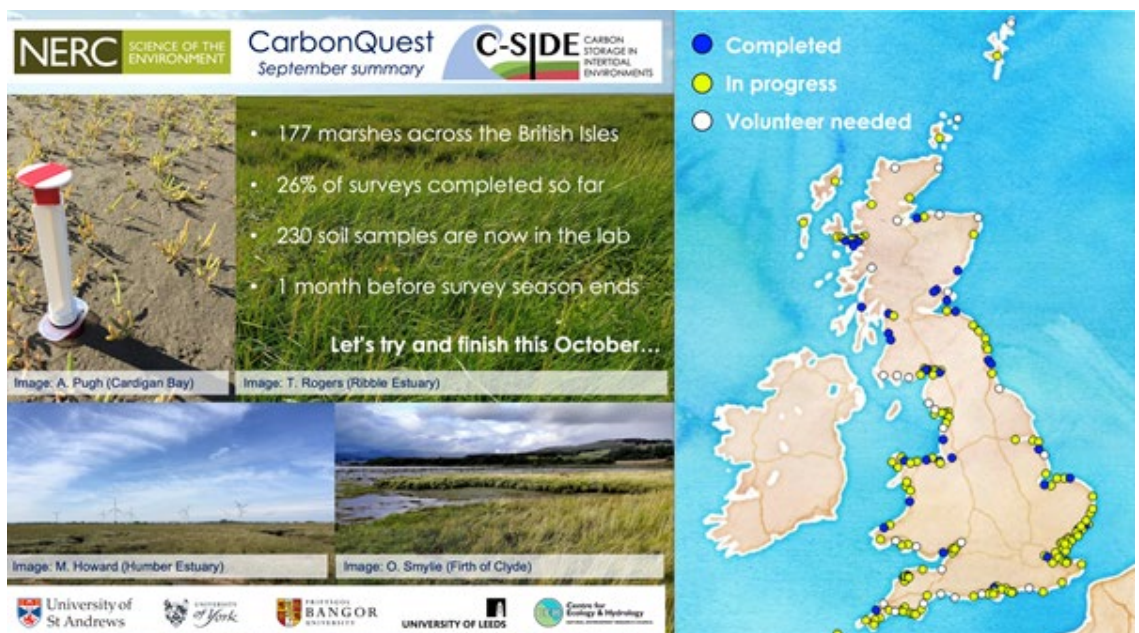 NERC
SCIENCE OF THE
ENVIRONMENT
CarbonQuest
September summary
C-SIDE
CARBON
STORAGE IN
INTERTIDAL
ENVIRONMENTS
• 177 marshes across the British Isles
• 26% of surveys completed so far
• 230 soil samples are now in the lab
• 1 month before survey season ends
Let's try and finish this October...
Image: A. Pugh (Cardigan Bay)
Image: T. Rogers (Ribble Estuary)
Image: M. Howard (Humber Estuary)
Image: O. Smylie (Firth of Clyde)
University of
St Andrews
UNIVERSITY
of York
PRIFYSGOL
BANGOR
UNIVERSITY
UNIVERSITY OF LEEDS
Centre for
Ecology & Hydrology
NATURAL ENVIRONMENT RESEARCH COUNCIL
Completed
In progress
Volunteer needed